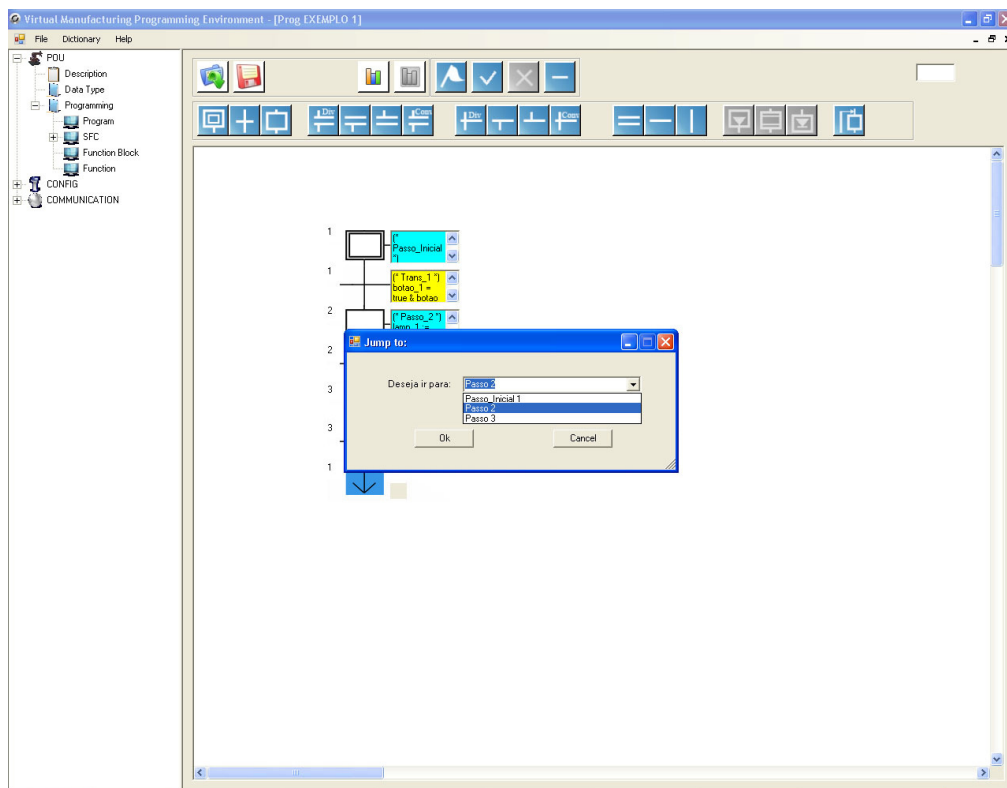 Virtual Manufacturing Programming Environment - [Prog EXEMPLO 1]
File Dictionary Help
POU
Description
Data Type
Programming
Program
SFC
Function Block
Function
CONFIG
COMMUNICATION
Div
Conv
Div
Conv
1
(*
Passo_Inicial
*)
1
(* Trans_1 *)
botao_1 =
true & botao
2
(* Passo_2 *)
lamp_1 :=
2
3
3
1
Jump to:
Deseja ir para:
Passo 2
Passo_Inicial 1
Passo 2
Passo 3
Ok
Cancel